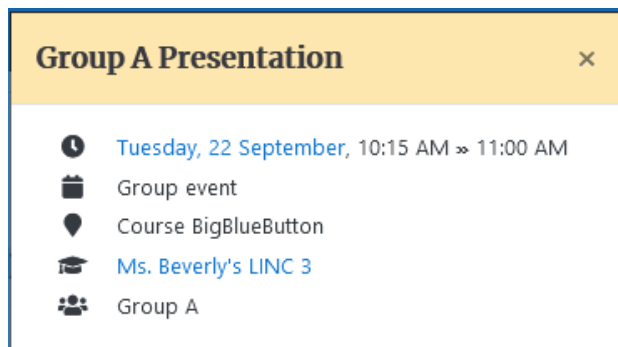 Group A Presentation ×
Tuesday, 22 September, 10:15 AM » 11:00 AM
Group event
Course BigBlueButton
Ms. Beverly's LINC 3
Group A